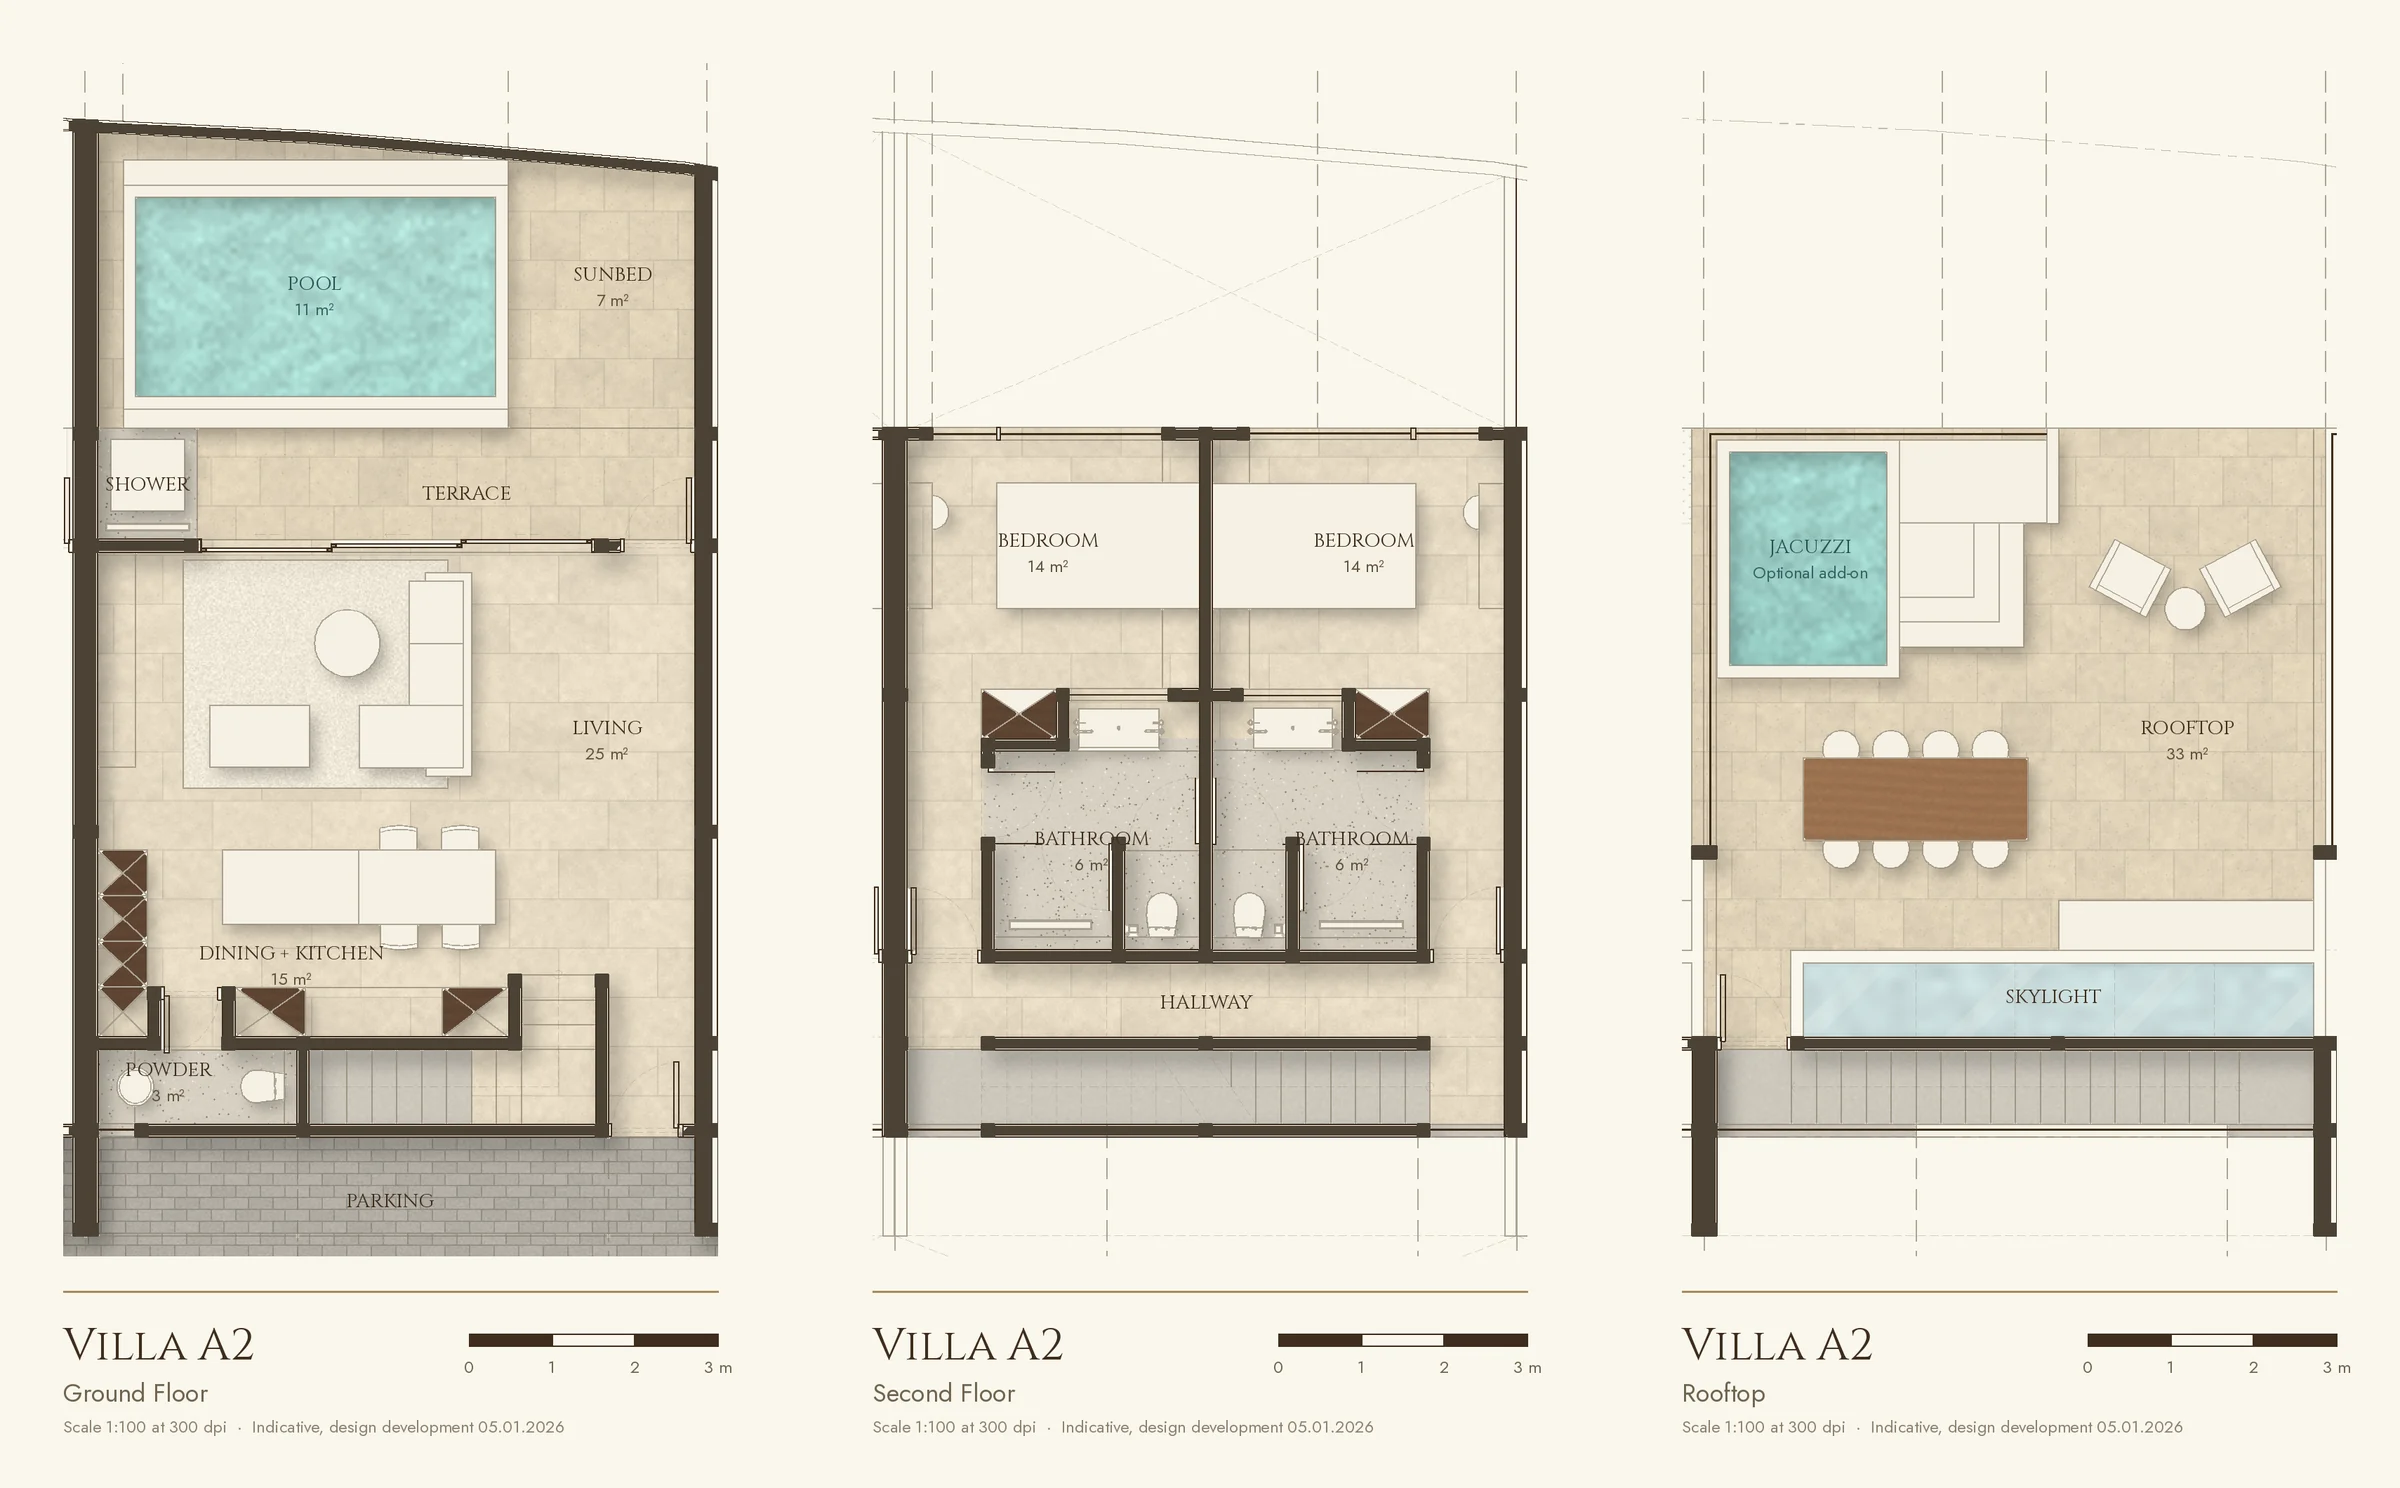 POOL
11 m²
SUNBED
7 m²
SHOWER
TERRACE
LIVING
25 m²
DINING + KITCHEN
15 m²
POWDER
3 m²
PARKING
VILLA A2
0 1 2 3 m
Ground Floor
Scale 1:100 at 300 dpi · Indicative, design development 05.01.2026
BEDROOM
14 m²
BEDROOM
14 m²
BATHROOM
6 m²
BATHROOM
6 m²
HALLWAY
VILLA A2
0 1 2 3 m
Second Floor
Scale 1:100 at 300 dpi · Indicative, design development 05.01.2026
JACUZZI
Optional add-on
ROOFTOP
33 m²
SKYLIGHT
VILLA A2
0 1 2 3 m
Rooftop
Scale 1:100 at 300 dpi · Indicative, design development 05.01.2026